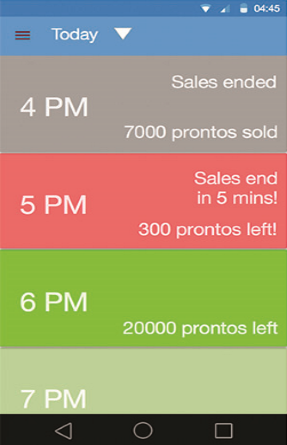 04:45
Today
Sales ended
4 PM
7000 prontos sold
Sales end
in 5 mins!
5 PM
300 prontos left!
6 PM
20000 prontos left
7 PM